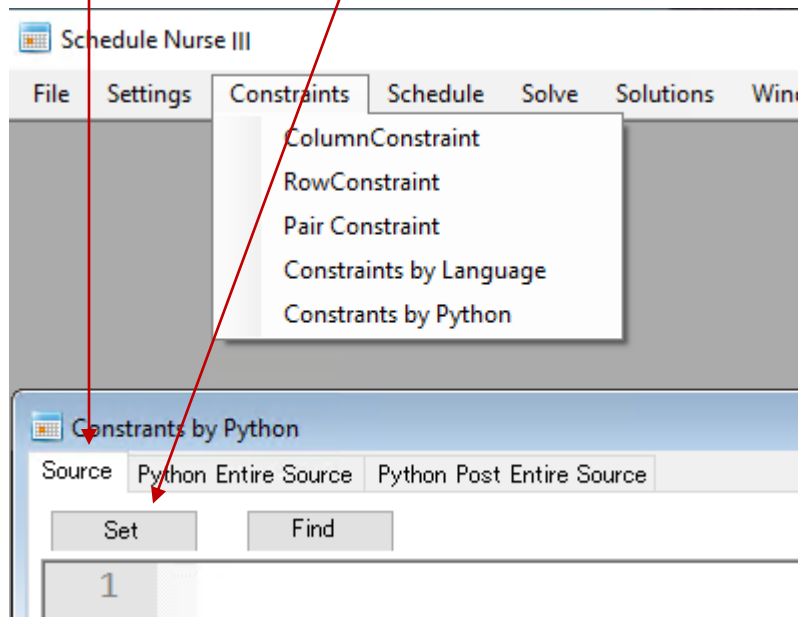 Schedule Nurse III
File Settings Constraints Schedule Solve Solutions Wind
ColumnConstraint
RowConstraint
Pair Constraint
Constraints by Language
Constrants by Python
Constrants by Python
Source Python Entire Source Python Post Entire Source
Set Find
1